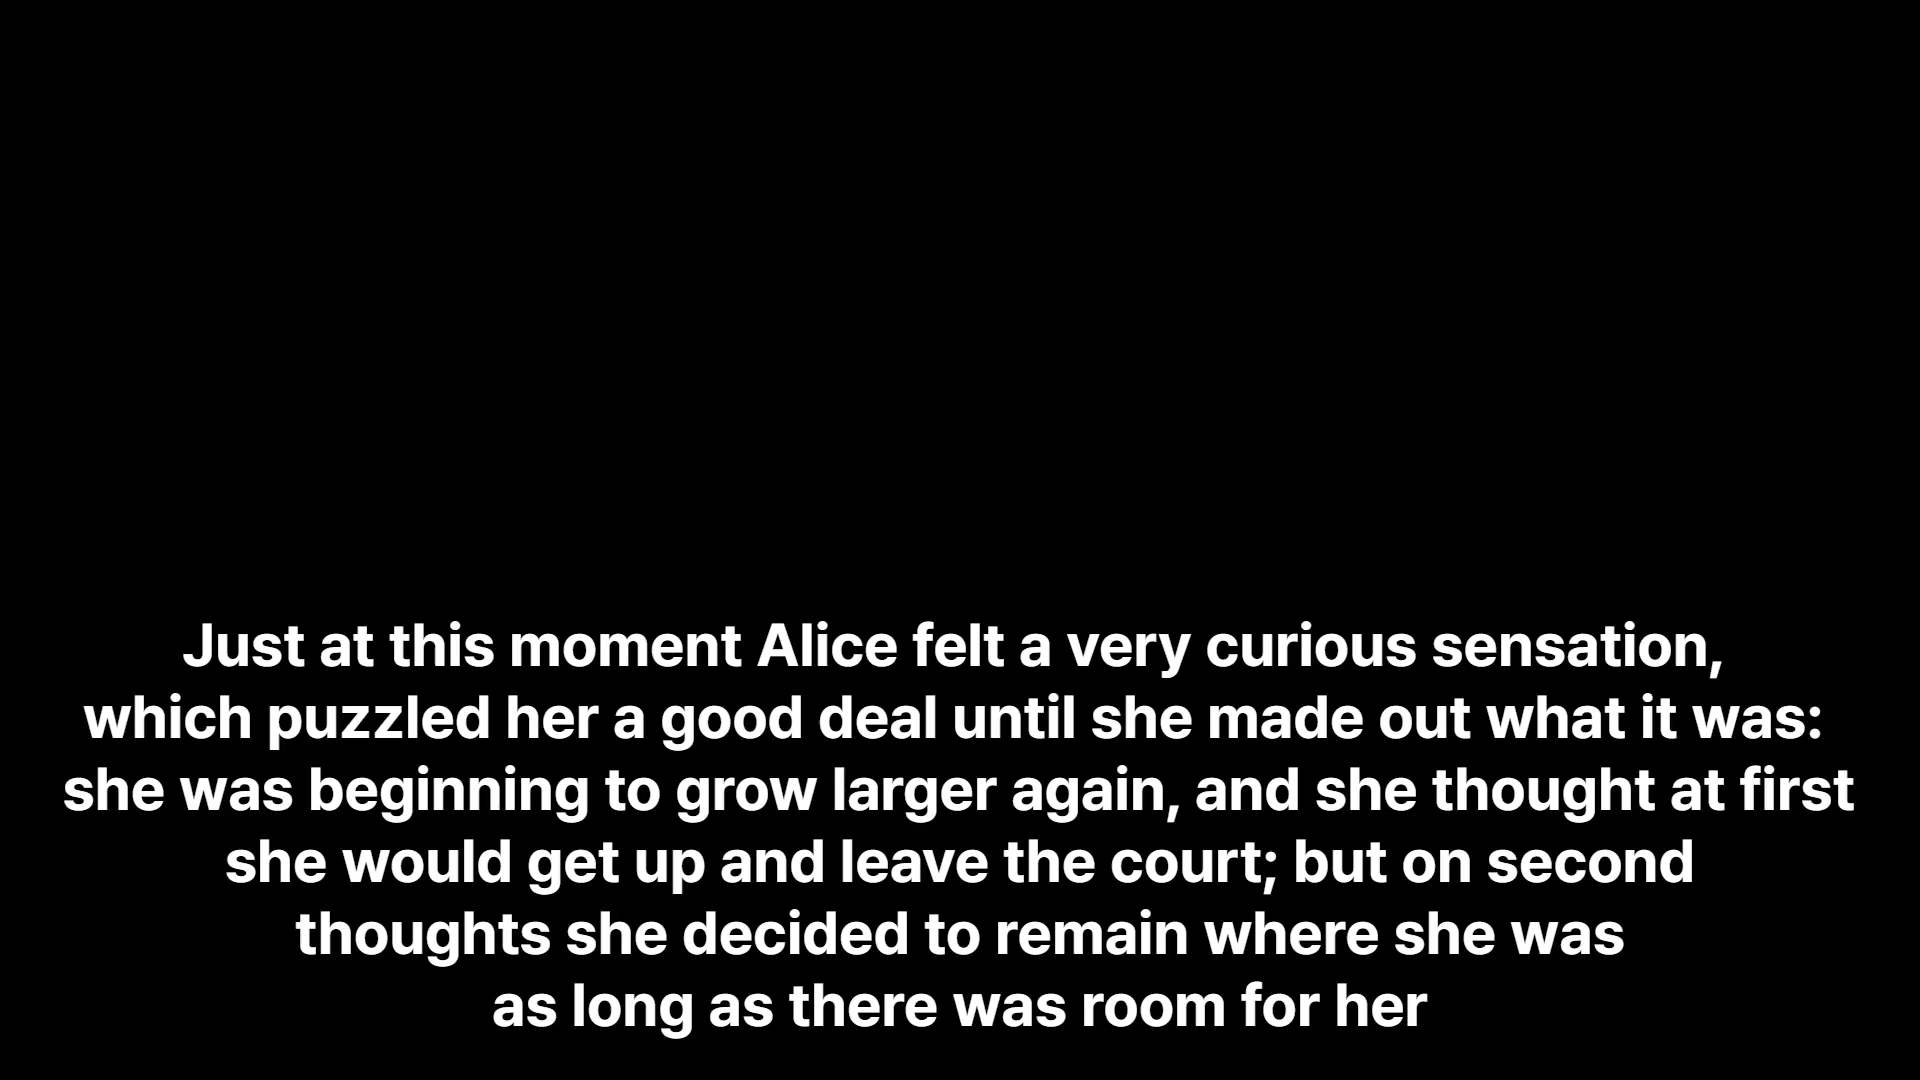 Just at this moment Alice felt a very curious sensation,
which puzzled her a good deal until she made out what it was:
she was beginning to grow larger again, and she thought at first
she would get up and leave the court; but on second
thoughts she decided to remain where she was
as long as there was room for her